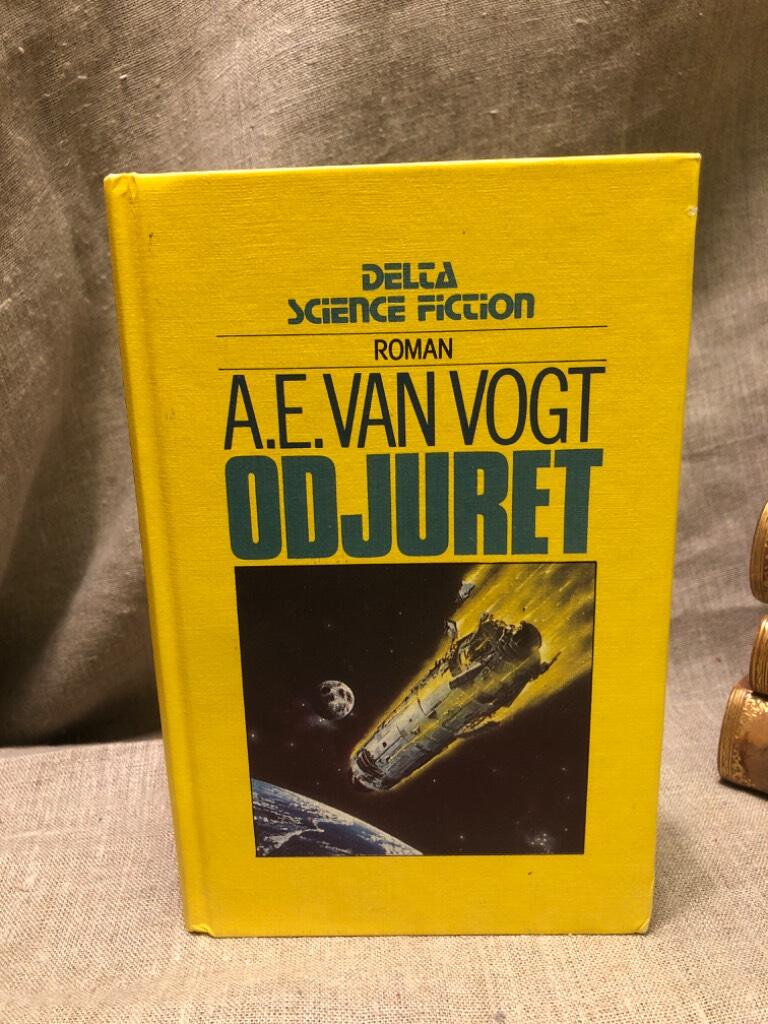 DELTA
SCIENCE FICTION
ROMAN
A.E. VAN VOGT
ODJURET